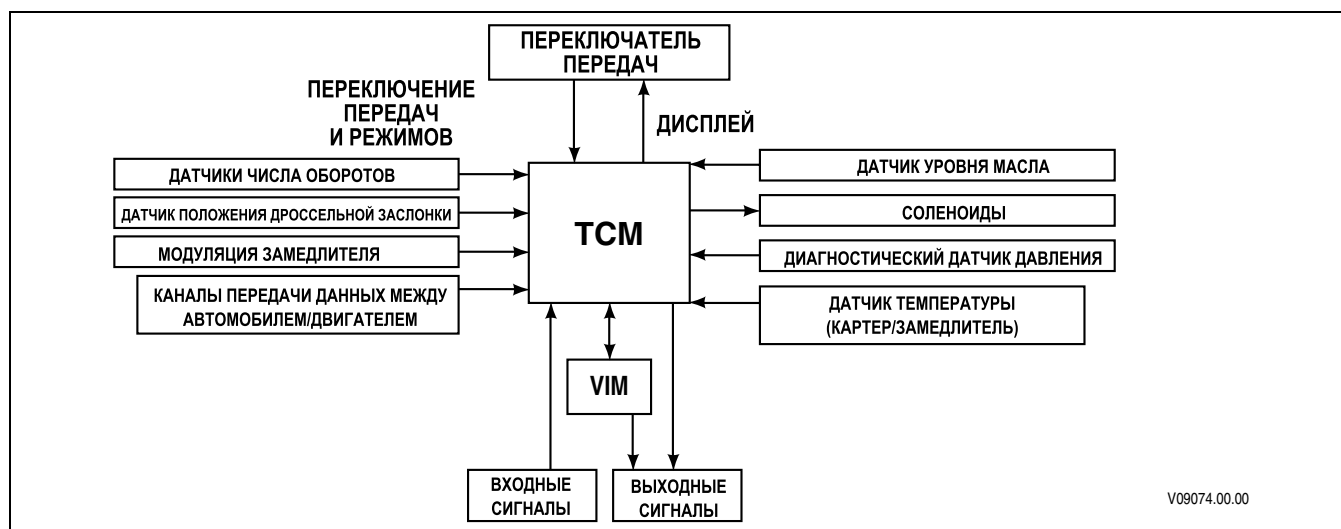 ПЕРЕКЛЮЧАТЕЛЬ
ПЕРЕДАЧ
ПЕРЕКЛЮЧЕНИЕ
ПЕРЕДАЧ
И РЕЖИМОВ
ДИСПЛЕЙ
ДАТЧИКИ ЧИСЛА ОБОРОТОВ
ДАТЧИК ПОЛОЖЕНИЯ ДРОССЕЛЬНОЙ ЗАСЛОНКИ
МОДУЛЯЦИЯ ЗАМЕДЛИТЕЛЯ
КАНАЛЫ ПЕРЕДАЧИ ДАННЫХ МЕЖДУ
АВТОМОБИЛЕМ/ДВИГАТЕЛЕМ
TCM
ДАТЧИК УРОВНЯ МАСЛА
СОЛЕНОИДЫ
ДИАГНОСТИЧЕСКИЙ ДАТЧИК ДАВЛЕНИЯ
ДАТЧИК ТЕМПЕРАТУРЫ
(КАРТЕР/ЗАМЕДЛИТЕЛЬ)
VIM
ВХОДНЫЕ
СИГНАЛЫ
ВЫХОДНЫЕ
СИГНАЛЫ
V09074.00.00